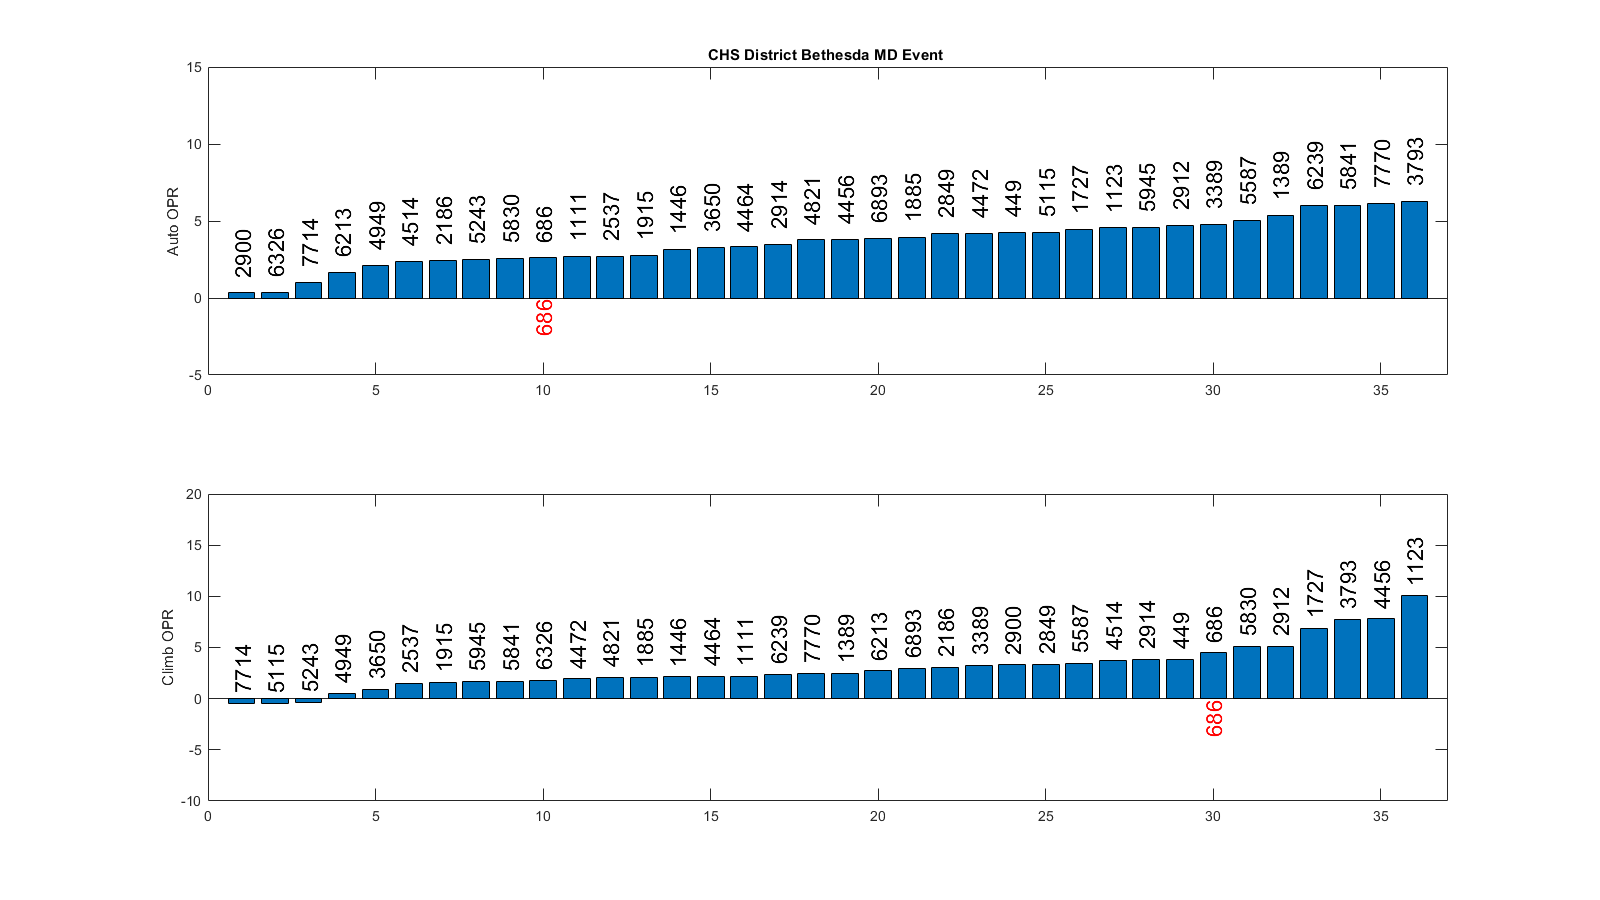 CHS District Bethesda MD Event
15
10
5
0
-5
Auto OPR
2900 6326 7714 6213 4949 4514 2186 5243 5830 686 1111 2537 1915 1446 3650 4464 2914 4821 4456 6893 1885 2849 4472 449 5115 1727 1123 5945 2912 3389 5587 1389 6239 5841 7770 3793
686
0 5 10 15 20 25 30 35
20
15
10
5
0
-5
-10
Climb OPR
7714 5115 5243 4949 3650 2537 1915 5945 5841 6326 4472 4821 1885 1446 4464 1111 6239 7770 1389 6213 6893 2186 3389 2900 2849 5587 4514 2914 449 686 5830 2912 1727 3793 4456 1123
686
0 5 10 15 20 25 30 35